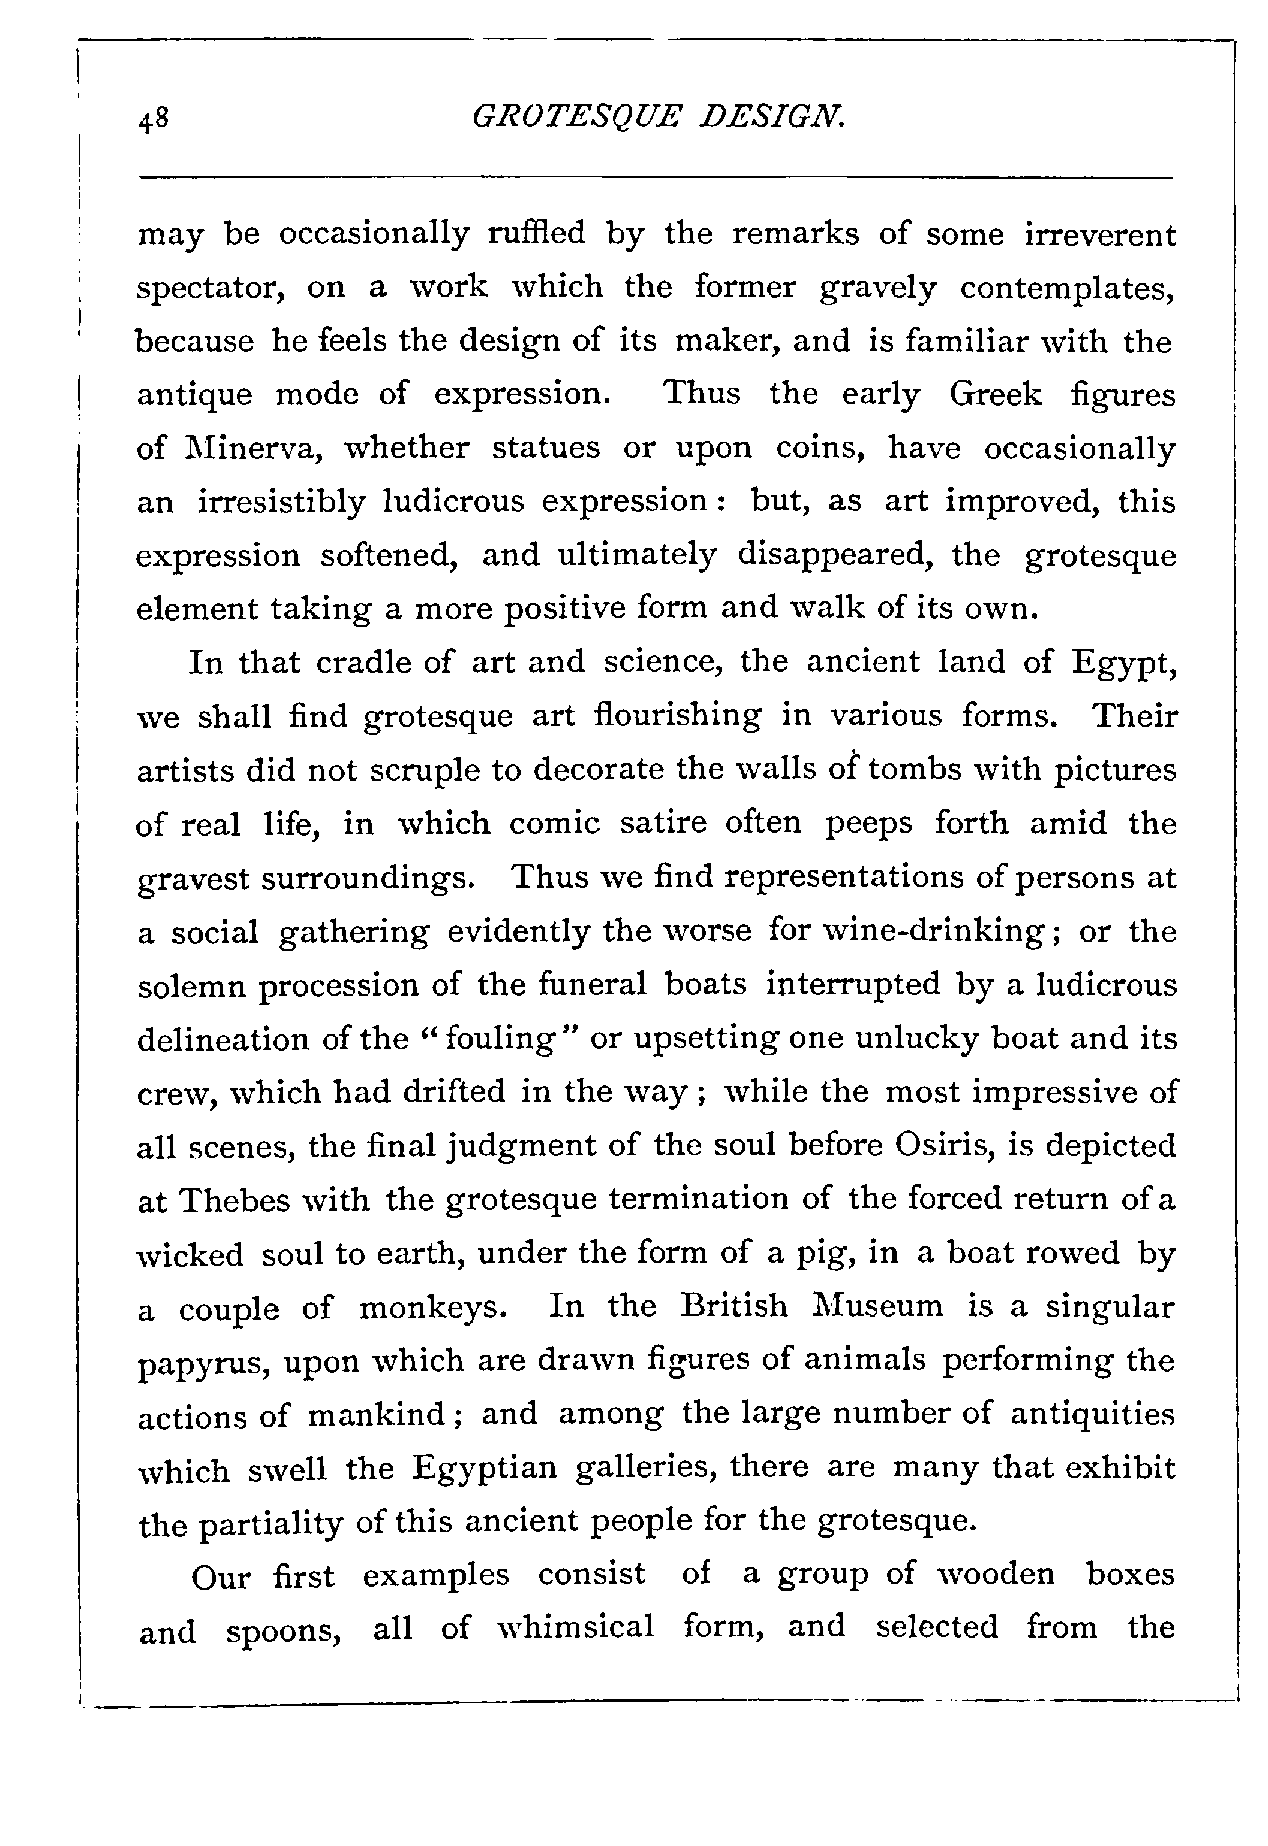 48 GROTESQUE DESIGN.
may be occasionally ruffled by the remarks of some irreverent
spectator, on a work which the former gravely contemplates,
because he feels the design of its maker, and is familiar with the
antique mode of expression. Thus the early Greek figures
of Minerva, whether statues or upon coins, have occasionally
an irresistibly ludicrous expression : but, as art improved, this
expression softened, and ultimately disappeared, the grotesque
element taking a more positive form and walk of its own.
In that cradle of art and science, the ancient land of Egypt,
we shall find grotesque art flourishing in various forms. Their
artists did not scruple to decorate the walls of tombs with pictures
of real life, in which comic satire often peeps forth amid the
gravest surroundings. Thus we find representations of persons at
a social gathering evidently the worse for wine-drinking ; or the
solemn procession of the funeral boats interrupted by a ludicrous
delineation of the “ fouling ” or upsetting one unlucky boat and its
crew, which had drifted in the way ; while the most impressive of
all scenes, the final judgment of the soul before Osiris, is depicted
at Thebes with the grotesque termination of the forced return of a
wicked soul to earth, under the form of a pig, in a boat rowed by
a couple of monkeys. In the British Museum is a singular
papyrus, upon which are drawn figures of animals performing the
actions of mankind ; and among the large number of antiquities
which swell the Egyptian galleries, there are many that exhibit
the partiality of this ancient people for the grotesque.
Our first examples consist of a group of wooden boxes
and spoons, all of whimsical form, and selected from the